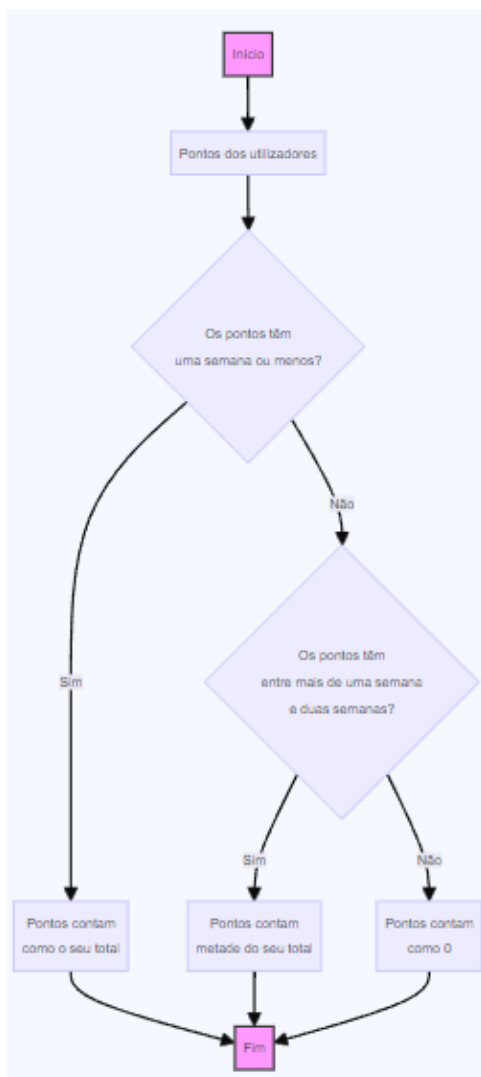 Início
Pontos dos utilizadores
Os pontos têm
uma semana ou menos?
Não
Os pontos têm
entre mais de uma semana
e duas semanas?
Sim
Sim
Não
Pontos contam
como o seu total
Pontos contam
metade do seu total
Pontos contam
como 0
Fim